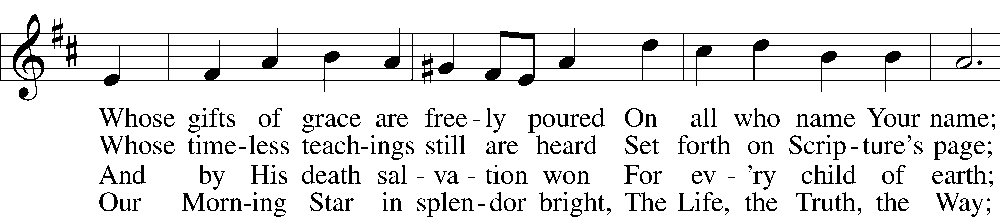 Whose gifts of grace are free - ly poured On all who name Your name;
Whose time - less teach - ings still are heard Set forth on Scrip - ture's page;
And by His death sal - va - tion won For ev - 'ry child of earth;
Our Morn - ing Star in splen - dor bright, The Life, the Truth, the Way;